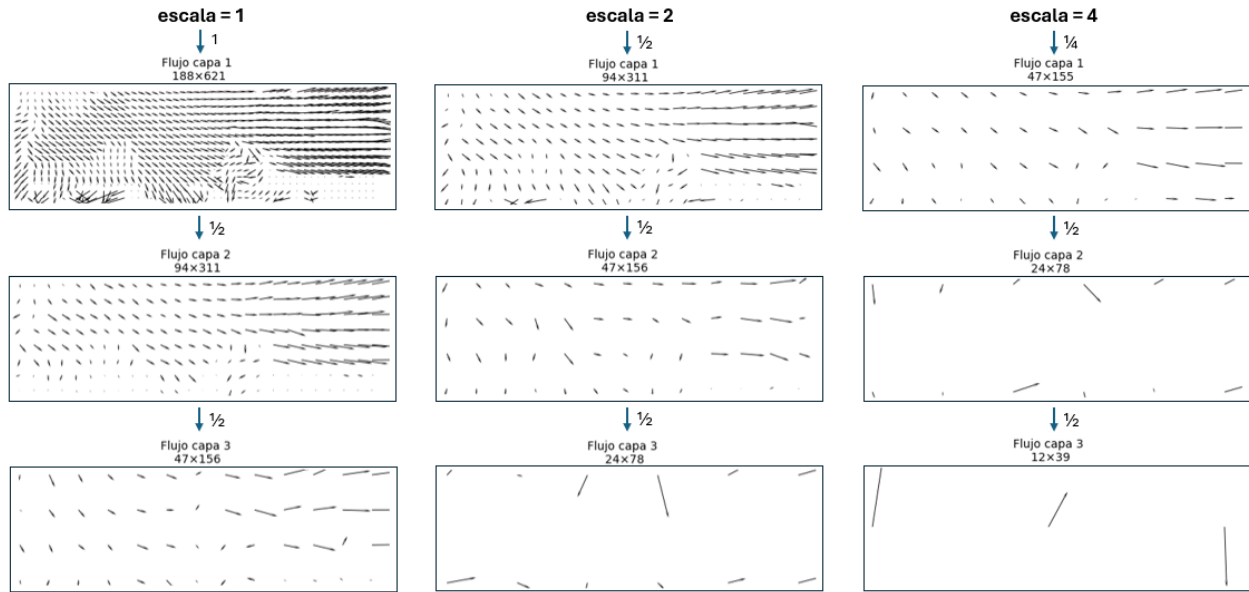 escala = 1
1
Flujo capa 1
188×621
½
Flujo capa 2
94×311
½
Flujo capa 3
47×156
escala = 2
½
Flujo capa 1
94×311
½
Flujo capa 2
47×156
½
Flujo capa 3
24×78
escala = 4
¼
Flujo capa 1
47×155
½
Flujo capa 2
24×78
½
Flujo capa 3
12×39